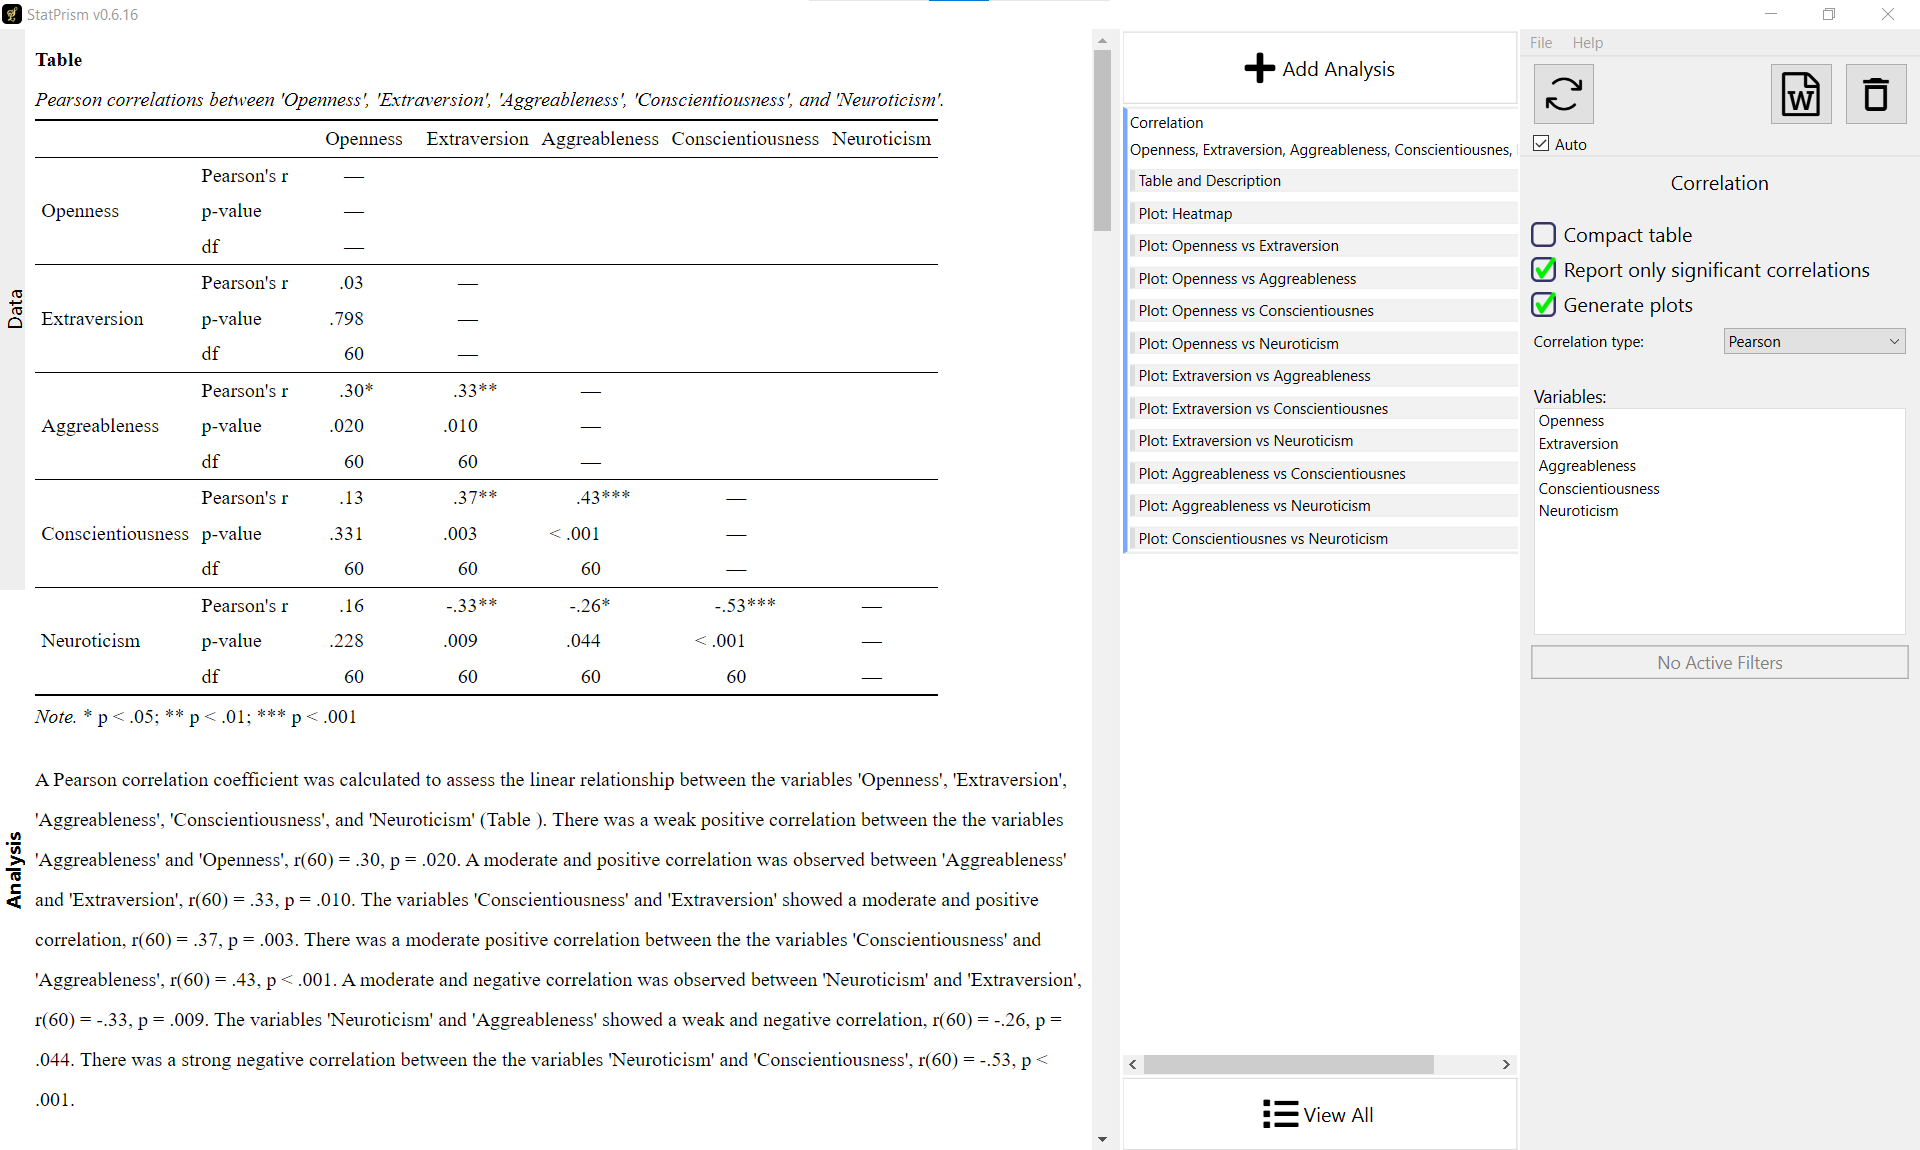 StatPrism v0.6.16
Data
Analysis
Table
Pearson correlations between 'Openness', 'Extraversion', 'Aggreableness', 'Conscientiousness', and 'Neuroticism'.
Openness Extraversion Aggreableness Conscientiousness Neuroticism
Pearson's r —
Openness p-value —
df —
Pearson's r .03 —
Extraversion p-value .798 —
df 60 —
Pearson's r .30* .33** —
Aggreableness p-value .020 .010 —
df 60 60 —
Pearson's r .13 .37** .43*** —
Conscientiousness p-value .331 .003 < .001 —
df 60 60 60 —
Pearson's r .16 -.33** -.26* -.53*** —
Neuroticism p-value .228 .009 .044 < .001 —
df 60 60 60 60 —
Note. * p < .05; ** p < .01; *** p < .001
A Pearson correlation coefficient was calculated to assess the linear relationship between the variables 'Openness', 'Extraversion',
'Aggreableness', 'Conscientiousness', and 'Neuroticism' (Table ). There was a weak positive correlation between the the variables
'Aggreableness' and 'Openness', r(60) = .30, p = .020. A moderate and positive correlation was observed between 'Aggreableness'
and 'Extraversion', r(60) = .33, p = .010. The variables 'Conscientiousness' and 'Extraversion' showed a moderate and positive
correlation, r(60) = .37, p = .003. There was a moderate positive correlation between the the variables 'Conscientiousness' and
'Aggreableness', r(60) = .43, p < .001. A moderate and negative correlation was observed between 'Neuroticism' and 'Extraversion',
r(60) = -.33, p = .009. The variables 'Neuroticism' and 'Aggreableness' showed a weak and negative correlation, r(60) = -.26, p =
.044. There was a strong negative correlation between the the variables 'Neuroticism' and 'Conscientiousness', r(60) = -.53, p <
.001.
Add Analysis
Correlation
Openness, Extraversion, Aggreableness, Conscientiousnes,
Table and Description
Plot: Heatmap
Plot: Openness vs Extraversion
Plot: Openness vs Aggreableness
Plot: Openness vs Conscientiousnes
Plot: Openness vs Neuroticism
Plot: Extraversion vs Aggreableness
Plot: Extraversion vs Conscientiousnes
Plot: Extraversion vs Neuroticism
Plot: Aggreableness vs Conscientiousnes
Plot: Aggreableness vs Neuroticism
Plot: Conscientiousnes vs Neuroticism
View All
File Help
W
Auto
Correlation
Compact table
Report only significant correlations
Generate plots
Correlation type: Pearson
Variables:
Openness
Extraversion
Aggreableness
Conscientiousness
Neuroticism
No Active Filters